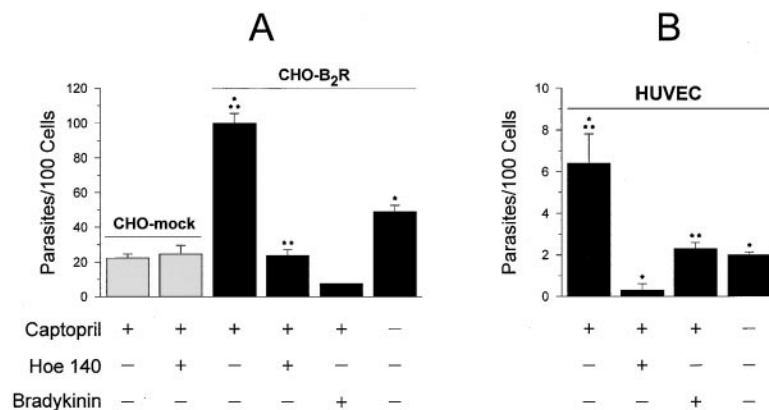 A
B
CHO-B2R
CHO-mock
Parasites/100 Cells
120
100
80
60
40
20
0
* ** ** *
HUVEC
Parasites/100 Cells
10
8
6
4
2
0
* ** + ** *
Captopril + + + + + − + + + −
Hoe 140 − + − + − − − + − −
Bradykinin − − − − + − − − + −